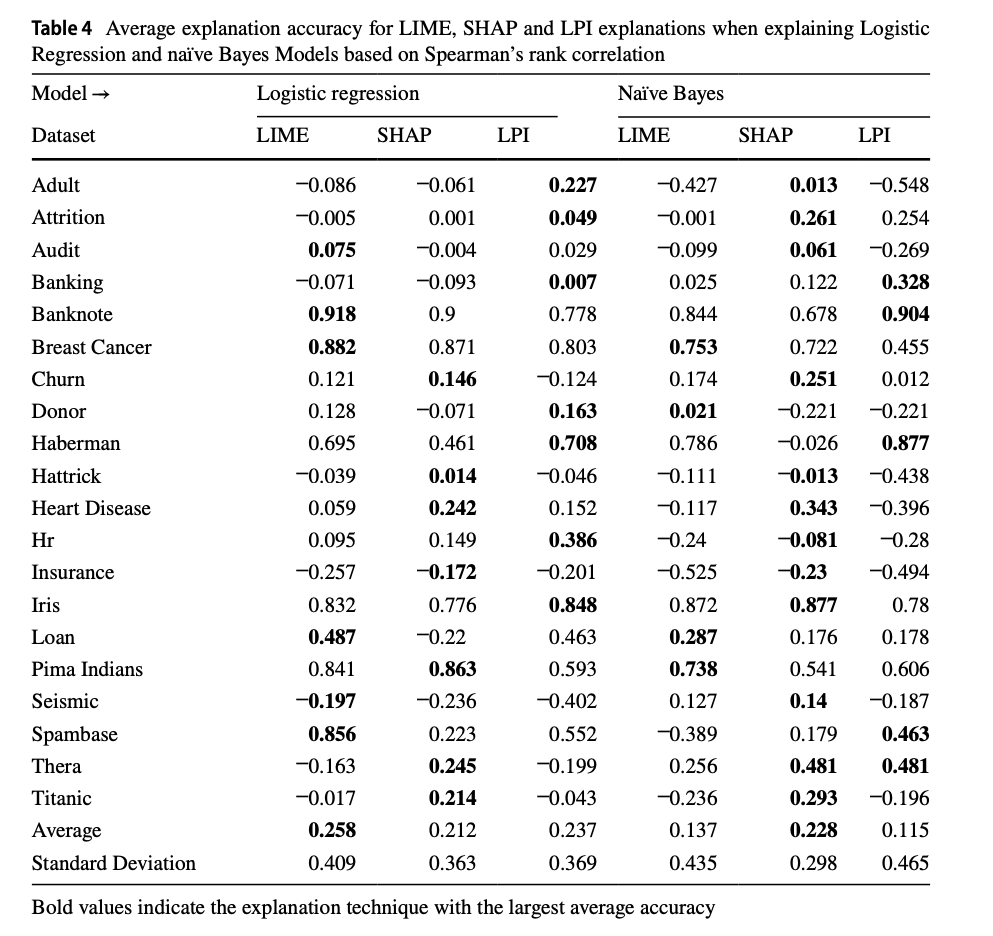 Table 4 Average explanation accuracy for LIME, SHAP and LPI explanations when explaining Logistic
Regression and naïve Bayes Models based on Spearman’s rank correlation
Model → Logistic regression Naïve Bayes
Dataset LIME SHAP LPI LIME SHAP LPI
Adult −0.086 −0.061 0.227 −0.427 0.013 −0.548
Attrition −0.005 0.001 0.049 −0.001 0.261 0.254
Audit 0.075 −0.004 0.029 −0.099 0.061 −0.269
Banking −0.071 −0.093 0.007 0.025 0.122 0.328
Banknote 0.918 0.9 0.778 0.844 0.678 0.904
Breast Cancer 0.882 0.871 0.803 0.753 0.722 0.455
Churn 0.121 0.146 −0.124 0.174 0.251 0.012
Donor 0.128 −0.071 0.163 0.021 −0.221 −0.221
Haberman 0.695 0.461 0.708 0.786 −0.026 0.877
Hattrick −0.039 0.014 −0.046 −0.111 −0.013 −0.438
Heart Disease 0.059 0.242 0.152 −0.117 0.343 −0.396
Hr 0.095 0.149 0.386 −0.24 −0.081 −0.28
Insurance −0.257 −0.172 −0.201 −0.525 −0.23 −0.494
Iris 0.832 0.776 0.848 0.872 0.877 0.78
Loan 0.487 −0.22 0.463 0.287 0.176 0.178
Pima Indians 0.841 0.863 0.593 0.738 0.541 0.606
Seismic −0.197 −0.236 −0.402 0.127 0.14 −0.187
Spambase 0.856 0.223 0.552 −0.389 0.179 0.463
Thera −0.163 0.245 −0.199 0.256 0.481 0.481
Titanic −0.017 0.214 −0.043 −0.236 0.293 −0.196
Average 0.258 0.212 0.237 0.137 0.228 0.115
Standard Deviation 0.409 0.363 0.369 0.435 0.298 0.465
Bold values indicate the explanation technique with the largest average accuracy